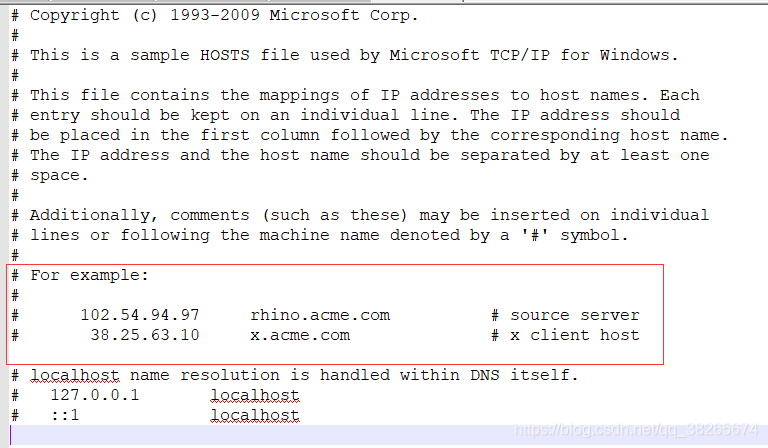 # Copyright (c) 1993-2009 Microsoft Corp.
#
# This is a sample HOSTS file used by Microsoft TCP/IP for Windows.
#
# This file contains the mappings of IP addresses to host names. Each
# entry should be kept on an individual line. The IP address should
# be placed in the first column followed by the corresponding host name.
# The IP address and the host name should be separated by at least one
# space.
#
# Additionally, comments (such as these) may be inserted on individual
# lines or following the machine name denoted by a '#' symbol.
#
# For example:
#
#      102.54.94.97     rhino.acme.com          # source server
#       38.25.63.10     x.acme.com              # x client host

# localhost name resolution is handled within DNS itself.
#   127.0.0.1       localhost
#   ::1             localhost
https://blog.csdn.net/qq_38265674